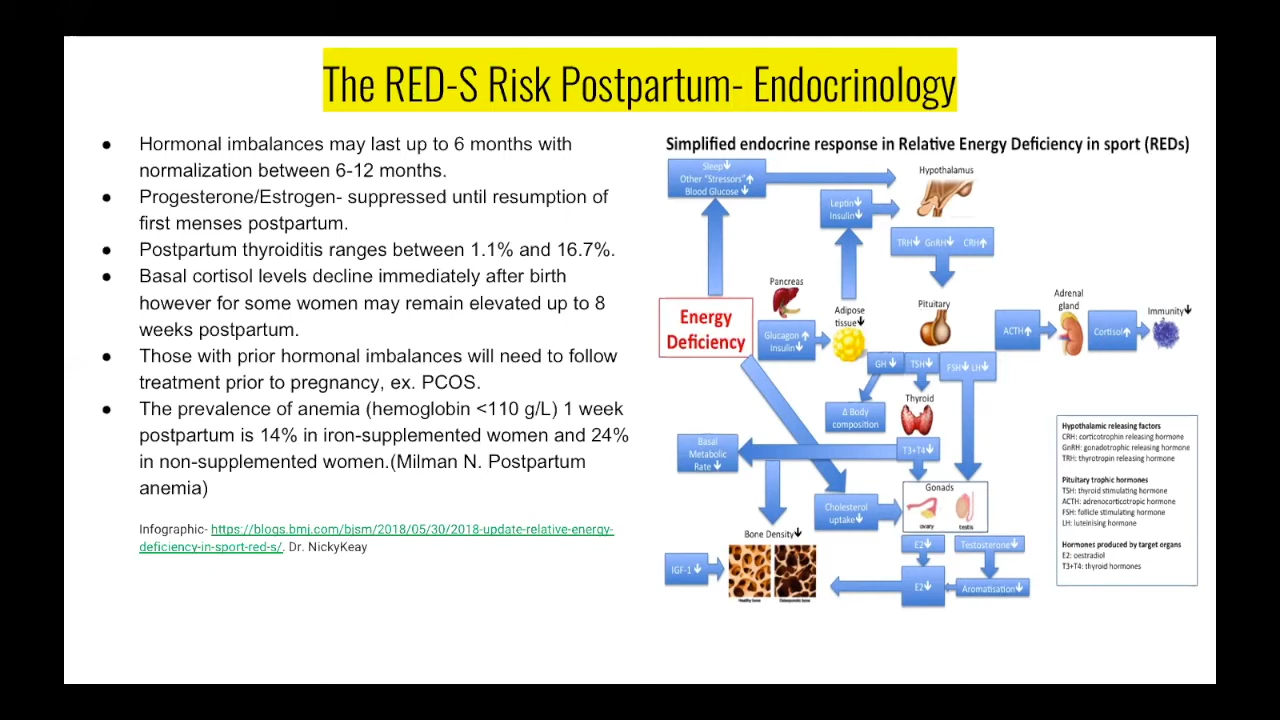 The RED-S Risk Postpartum- Endocrinology
● Hormonal imbalances may last up to 6 months with
normalization between 6-12 months.
● Progesterone/Estrogen- suppressed until resumption of
first menses postpartum.
● Postpartum thyroiditis ranges between 1.1% and 16.7%.
● Basal cortisol levels decline immediately after birth
however for some women may remain elevated up to 8
weeks postpartum.
● Those with prior hormonal imbalances will need to follow
treatment prior to pregnancy, ex. PCOS.
● The prevalence of anemia (hemoglobin <110 g/L) 1 week
postpartum is 14% in iron-supplemented women and 24%
in non-supplemented women.(Milman N. Postpartum
anemia)
Infographic- https://blogs.bmj.com/bjsm/2018/05/30/2018-update-relative-energy-
deficiency-in-sport-red-s/. Dr. NickyKeay
Simplified endocrine response in Relative Energy Deficiency in sport (REDs)
Sleep↓
Other "Stressors"↑
Blood Glucose ↓
Hypothalamus
Leptin↓
Insulin↓
TRH↓ GnRH↓ CRH↑
Pancreas
Energy
Deficiency
Glucagon ↑
Insulin↓
Adipose
tissue↓
Pituitary
ACTH↑
Adrenal
gland
Cortisol↑
Immunity↓
GH ↓
TSH↓
FSH↓ LH↓
Δ Body
composition
Thyroid
Basal
Metabolic
Rate ↓
T3+T4↓
Cholesterol
uptake↓
Gonads
ovary
testis
Bone Density↓
E2↓
Testosterone↓
IGF-1↓
Healthy bone
Osteoporotic bone
E2↓
Aromatisation↓
Hypothalamic releasing factors
CRH: corticotrophin releasing hormone
GnRH: gonadotrophic releasing hormone
TRH: thyrotropin releasing hormone
Pituitary trophic hormones
TSH: thyroid stimulating hormone
ACTH: adrenocorticotropic hormone
FSH: follicle stimulating hormone
LH: luteinising hormone
Hormones produced by target organs
E2: oestradiol
T3+T4: thyroid hormones